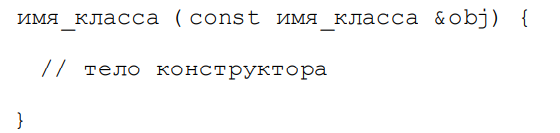 имя_класса (const имя_класса &obj) {
// тело конструктора
}